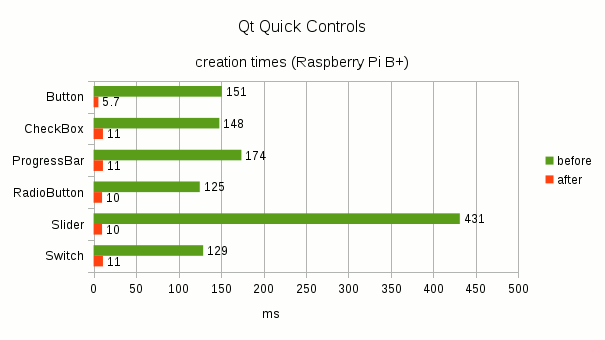 Qt Quick Controls
creation times (Raspberry Pi B+)
Button 151
5.7
CheckBox 148
11
ProgressBar 174
11
RadioButton 125
10
Slider 431
10
Switch 129
11
before
after
0 50 100 150 200 250 300 350 400 450 500
ms